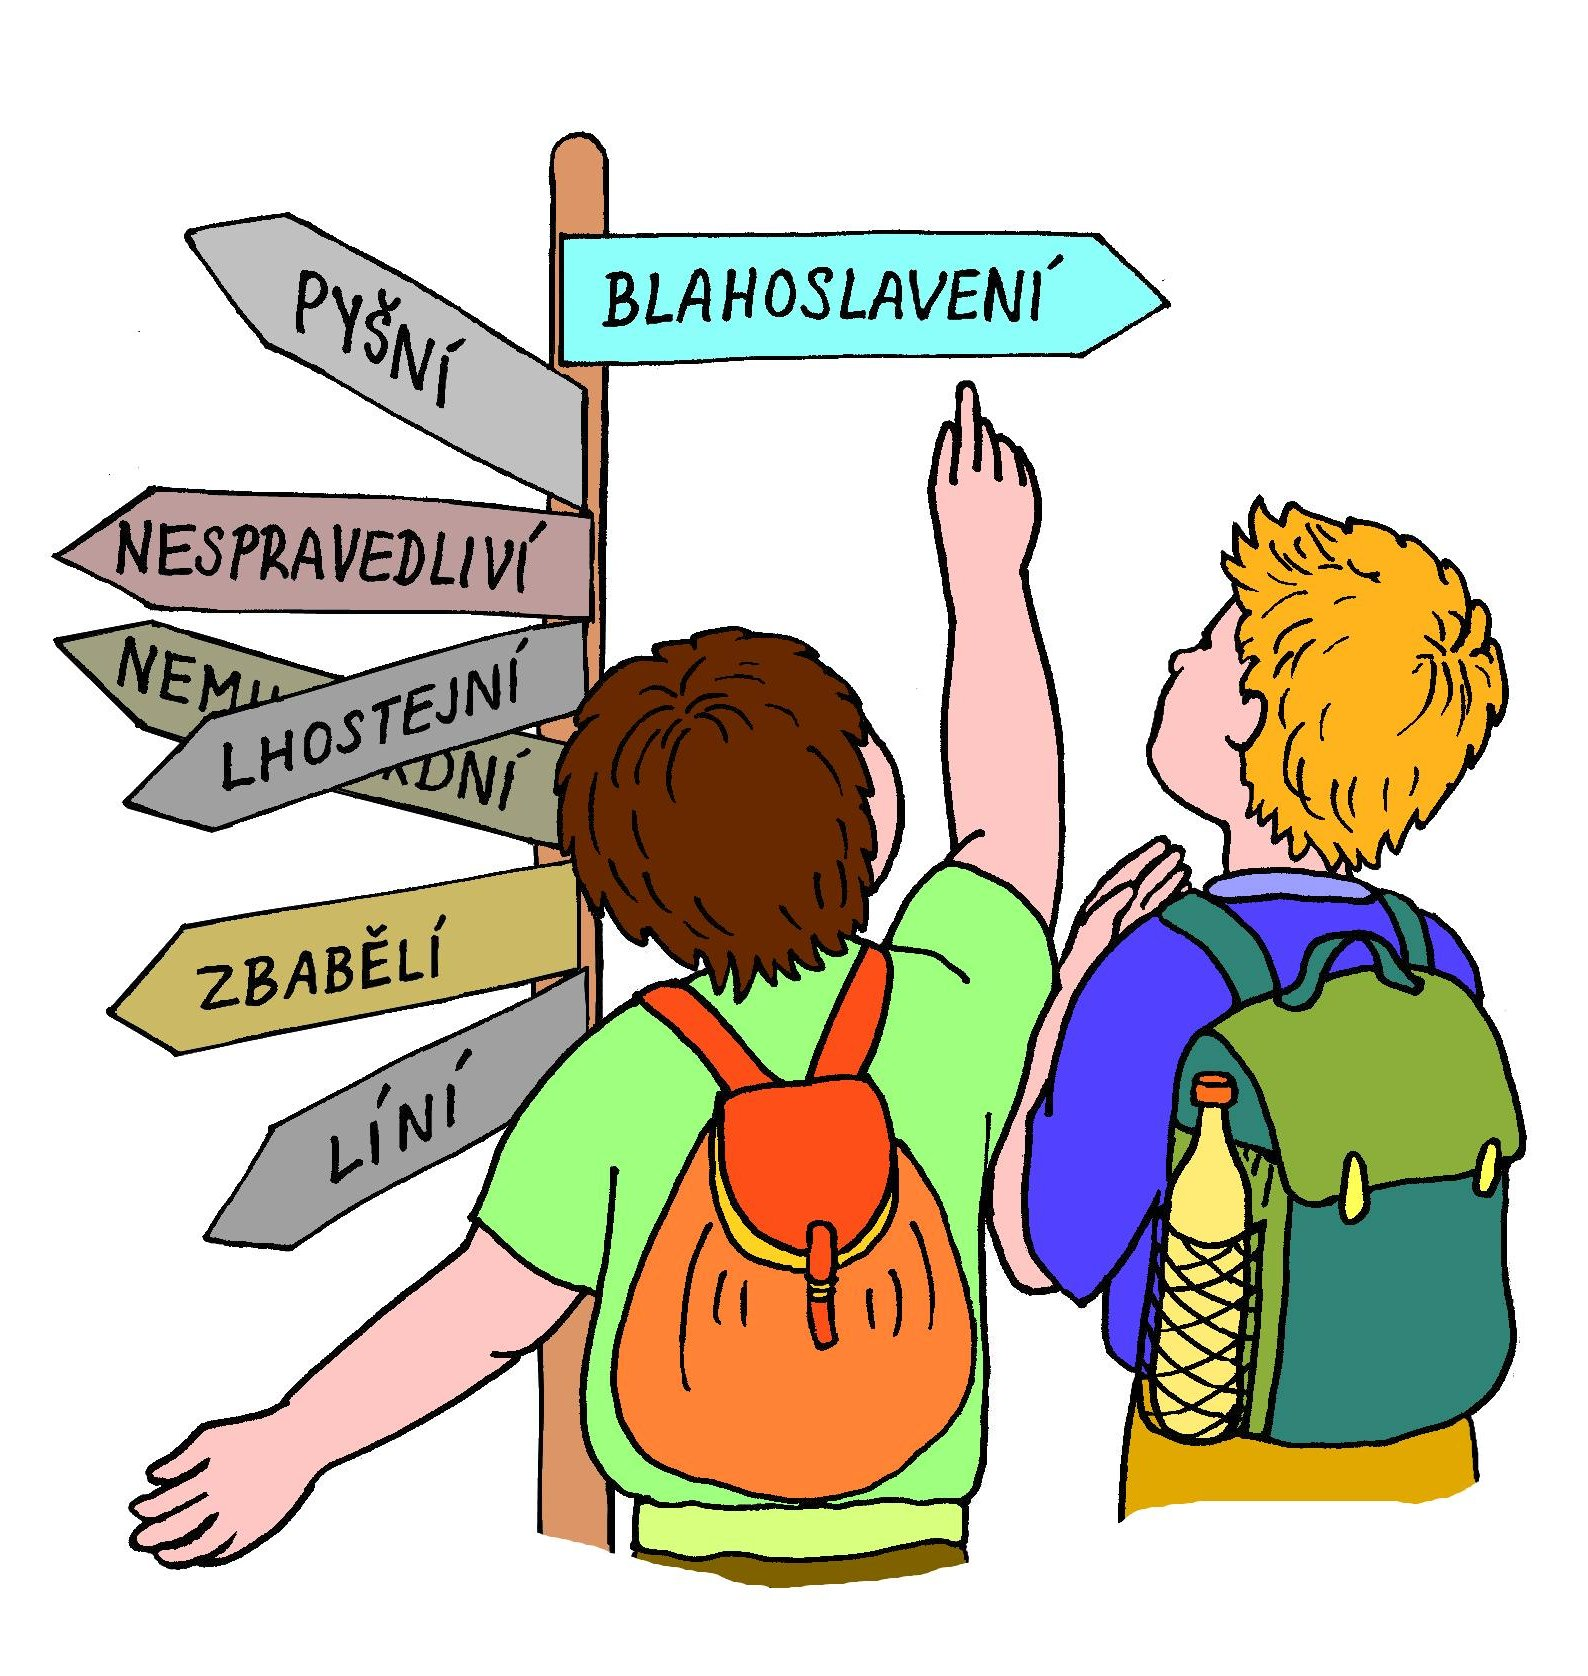 BLAHOSLAVENÍ
PYŠNÍ
NESPRAVEDLIVÍ
LHOSTEJNÍ
ZBABĚLÍ
LÍNÍ